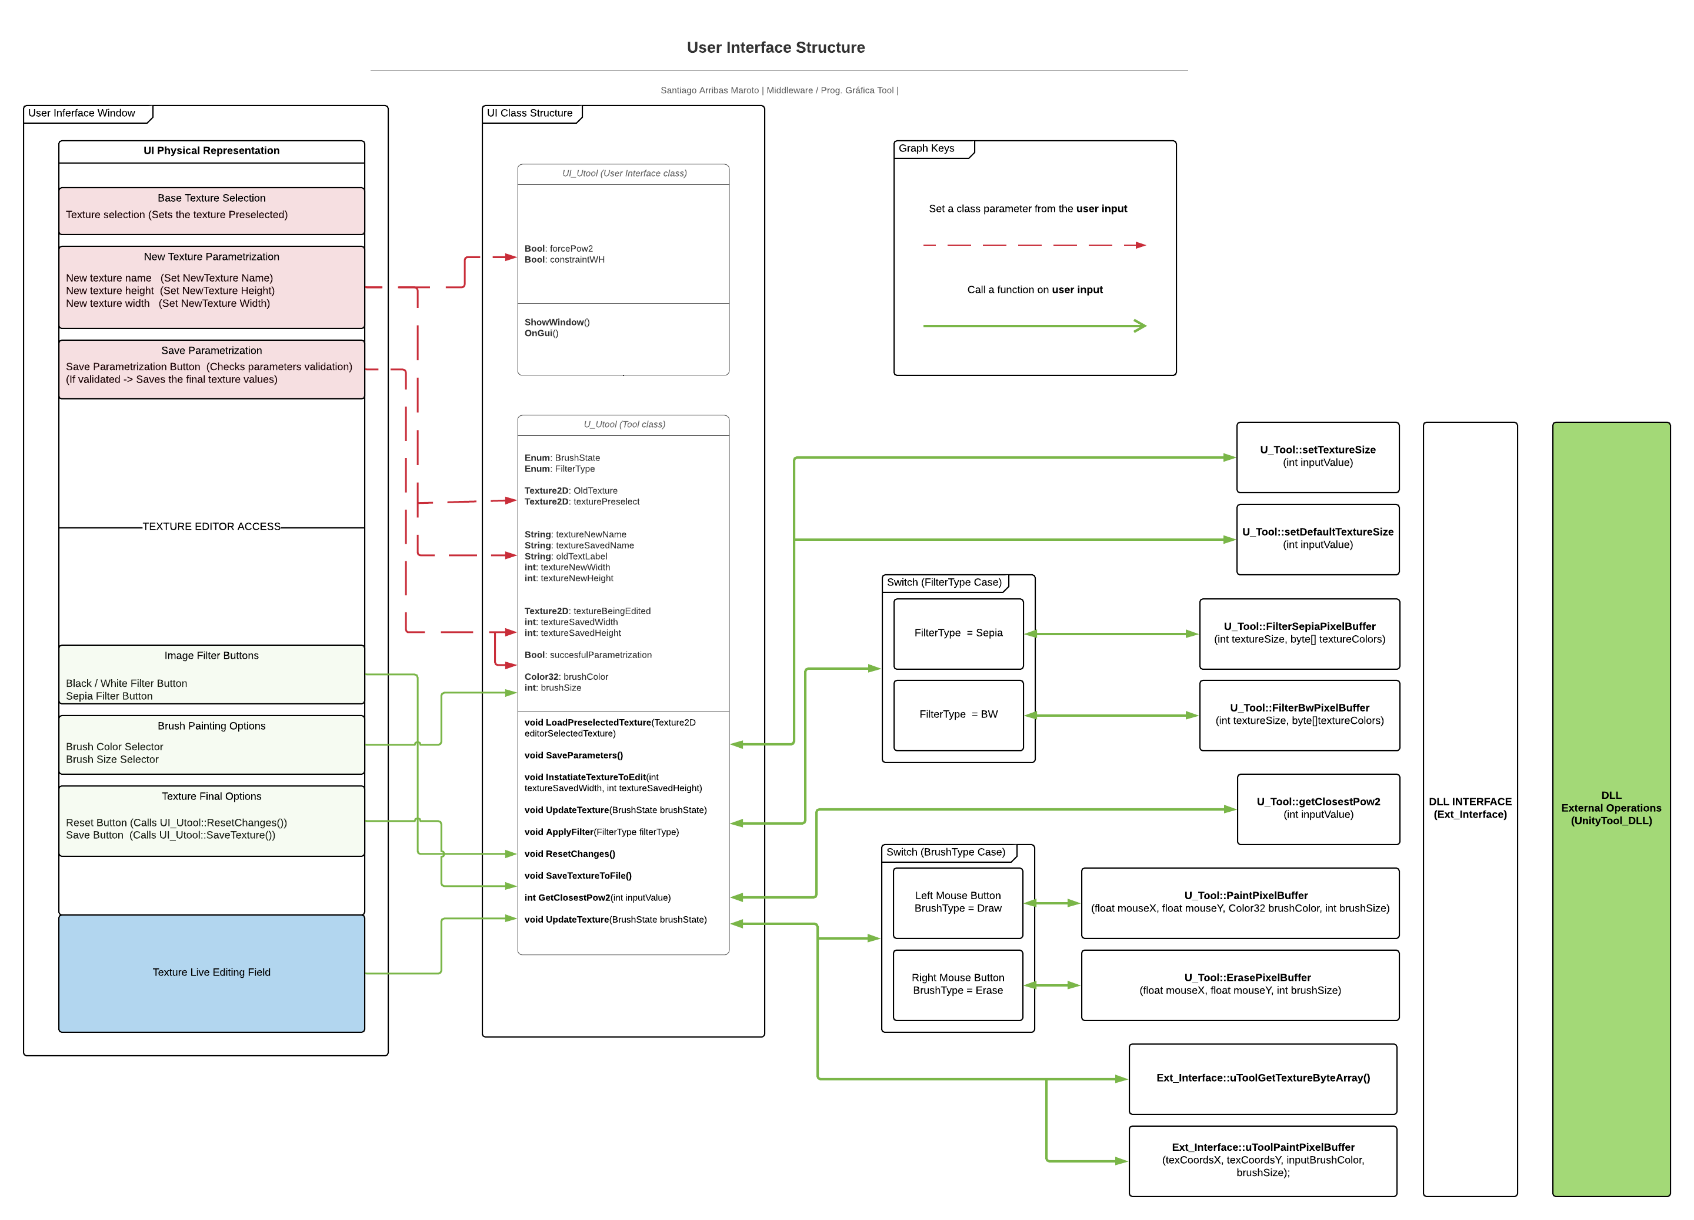 User Interface Structure
Santiago Arribas Maroto | Middleware / Prog. Gráfica Tool |
User Inferface Window
UI Physical Representation
Base Texture Selection
Texture selection (Sets the texture Preselected)
New Texture Parametrization
New texture name (Set NewTexture Name)
New texture height (Set NewTexture Height)
New texture width (Set NewTexture Width)
Save Parametrization
Save Parametrization Button (Checks parameters validation)
(If validated -> Saves the final texture values)
TEXTURE EDITOR ACCESS
Image Filter Buttons
Black / White Filter Button
Sepia Filter Button
Brush Painting Options
Brush Color Selector
Brush Size Selector
Texture Final Options
Reset Button (Calls UI_Utool::ResetChanges())
Save Button (Calls UI_Utool::SaveTexture())
Texture Live Editing Field
UI Class Structure
UI_Utool (User Interface class)
Bool: forcePow2
Bool: constraintWH
ShowWindow()
OnGui()
U_Utool (Tool class)
Enum: BrushState
Enum: FilterType
Texture2D: OldTexture
Texture2D: texturePreselect
String: textureNewName
String: textureSavedName
String: oldTextLabel
int: textureNewWidth
int: textureNewHeight
Texture2D: textureBeingEdited
int: textureSavedWidth
int: textureSavedHeight
Bool: succesfulParametrization
Color32: brushColor
int: brushSize
void LoadPreselectedTexture(Texture2D
editorSelectedTexture)
void SaveParameters()
void InstatiateTextureToEdit(int
textureSavedWidth, int textureSavedHeight)
void UpdateTexture(BrushState brushState)
void ApplyFilter(FilterType filterType)
void ResetChanges()
void SaveTextureToFile()
int GetClosestPow2(int inputValue)
void UpdateTexture(BrushState brushState)
Graph Keys
Set a class parameter from the user input
Call a function on user input
U_Tool::setTextureSize
(int inputValue)
U_Tool::setDefaultTextureSize
(int inputValue)
Switch (FilterType Case)
FilterType = Sepia
FilterType = BW
U_Tool::FilterSepiaPixelBuffer
(int textureSize, byte[] textureColors)
U_Tool::FilterBwPixelBuffer
(int textureSize, byte[]textureColors)
U_Tool::getClosestPow2
(int inputValue)
Switch (BrushType Case)
Left Mouse Button
BrushType = Draw
Right Mouse Button
BrushType = Erase
U_Tool::PaintPixelBuffer
(float mouseX, float mouseY, Color32 brushColor, int brushSize)
U_Tool::ErasePixelBuffer
(float mouseX, float mouseY, int brushSize)
Ext_Interface::uToolGetTextureByteArray()
Ext_Interface::uToolPaintPixelBuffer
(texCoordsX, texCoordsY, inputBrushColor,
brushSize);
DLL INTERFACE
(Ext_Interface)
DLL
External Operations
(UnityTool_DLL)